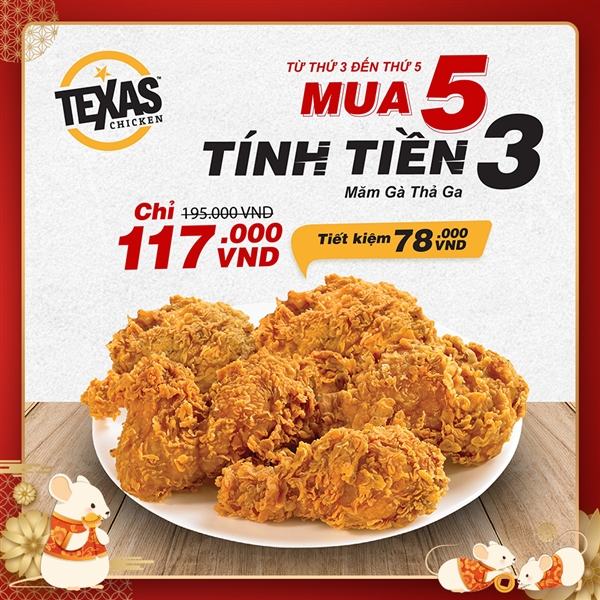 TEXAS™
CHICKEN
TỪ THỨ 3 ĐẾN THỨ 5
MUA 5
TÍNH TIỀN 3
Măm Gà Thả Ga
Chỉ 195.000 VND
117.000 VND
Tiết kiệm 78.000 VND